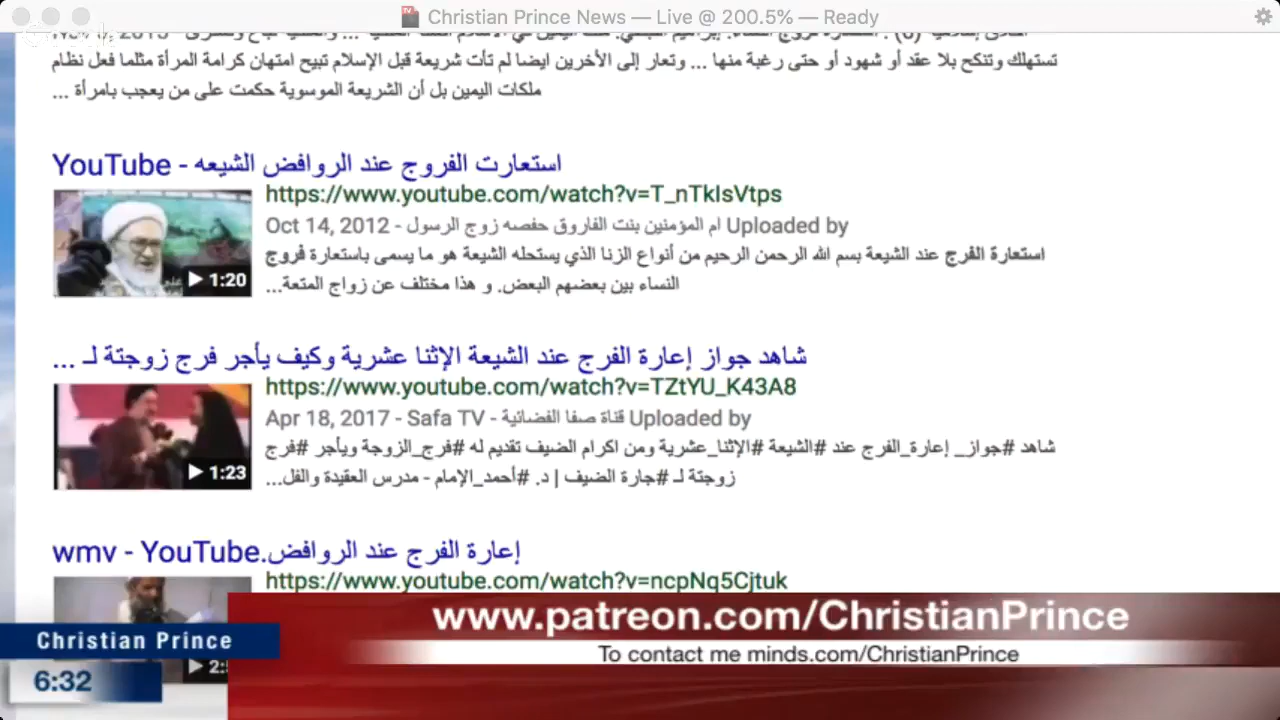 Christian Prince News — Live @ 200.5% — Ready
تستهلك وتنكح بلا عقد أو شهود أو حتى رغبة منها ... وتعار إلى الأخرين ايضا لم تأت شريعة قبل الإسلام تبيح امتهان كرامة المرأة مثلما فعل نظام
ملكات اليمين بل أن الشريعة الموسوية حكمت على من يعجب بامرأة ...
استعارت الفروج عند الروافض الشيعه - YouTube
https://www.youtube.com/watch?v=T_nTkIsVtps
Oct 14, 2012 - ام المؤمنين بنت الفاروق حفصه زوج الرسول Uploaded by
استعارة الفرج عند الشيعة بسم الله الرحمن الرحيم من أنواع الزنا الذي يستحله الشيعة هو ما يسمى باستعارة فروج
النساء بين بعضهم البعض. و هذا مختلف عن زواج المتعة...
1:20
شاهد جواز إعارة الفرج عند الشيعة الإثنا عشرية وكيف يأجر فرج زوجتة لـ ...
https://www.youtube.com/watch?v=TZtYU_K43A8
Apr 18, 2017 - Safa TV - قناة صفا الفضائية Uploaded by
شاهد #جواز_ إعارة_الفرج عند #الشيعة #الإثنا_عشرية ومن اكرام الضيف تقديم له #فرج_الزوجة ويأجر #فرج
زوجتة لـ #جارة الضيف | د. #أحمد_الإمام - مدرس العقيدة والفل...
1:23
إعارة الفرج عند الروافض.wmv - YouTube
https://www.youtube.com/watch?v=ncpNq5Cjtuk
www.patreon.com/ChristianPrince
Christian Prince
To contact me minds.com/ChristianPrince
6:32